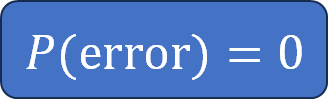 P(error) = 0